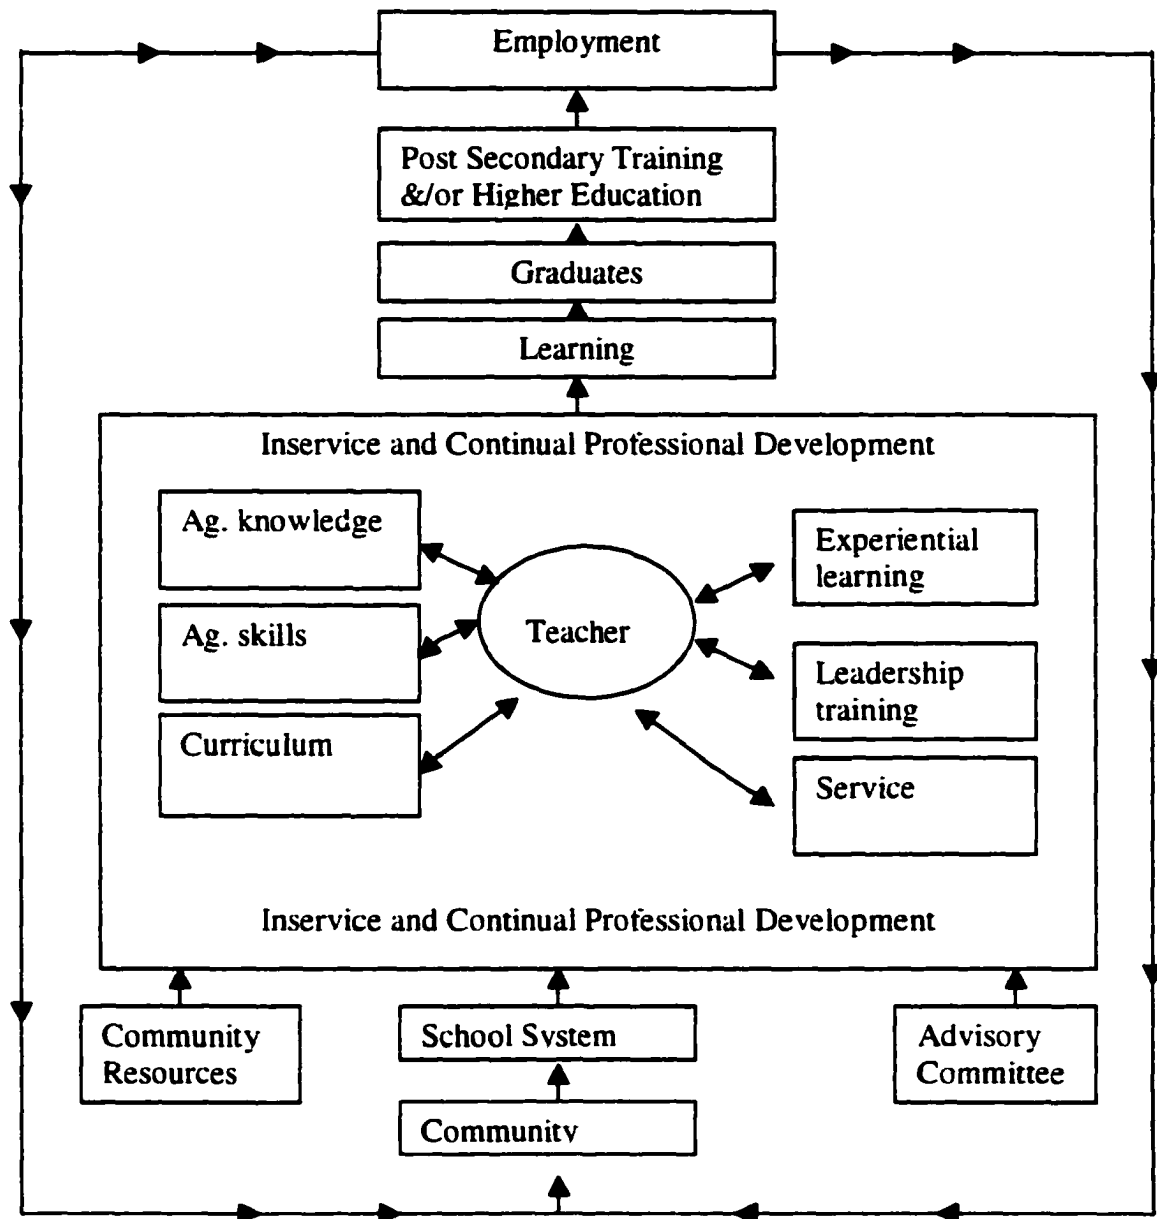 Employment
Post Secondary Training
&/or Higher Education
Graduates
Learning
Inservice and Continual Professional Development
Ag. knowledge
Ag. skills
Curriculum
Teacher
Experiential
learning
Leadership
training
Service
Inservice and Continual Professional Development
Community
Resources
School System
Advisory
Committee
Community